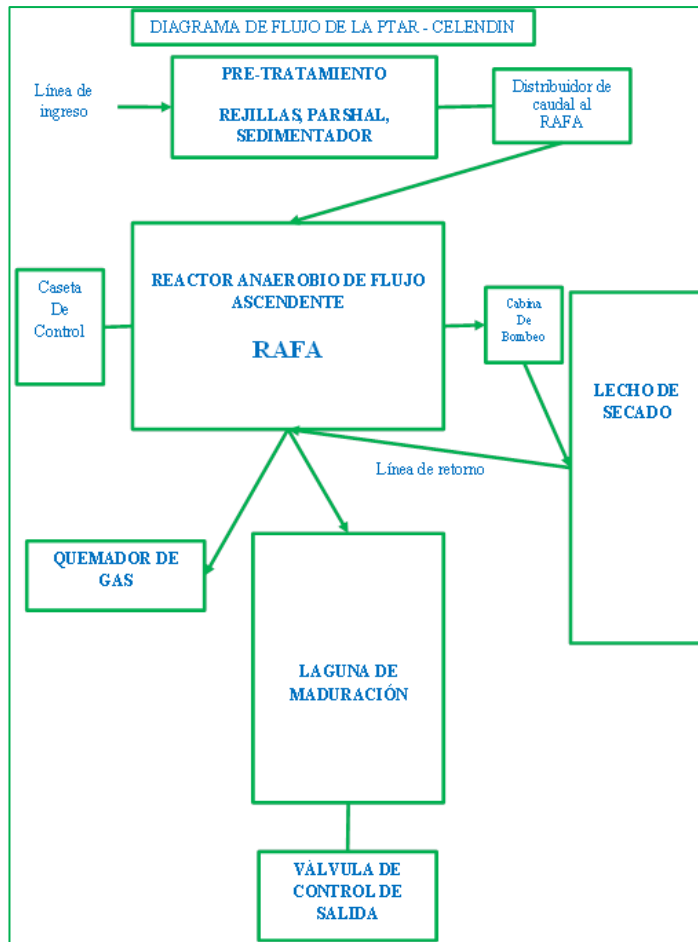 DIAGRAMA DE FLUJO DE LA PTAR - CELENDIN
Línea de
ingreso
PRE-TRATAMIENTO
REJILLAS, PARSHAL,
SEDIMENTADOR
Distribuidor de
caudal al
RAFA
REACTOR ANAEROBIO DE FLUJO
ASCENDENTE
RAFA
Caseta
De
Control
Cabina
De
Bombeo
LECHO DE
SECADO
Línea de retorno
QUEMADOR DE
GAS
LAGUNA DE
MADURACIÓN
VÁLVULA DE
CONTROL DE
SALIDA